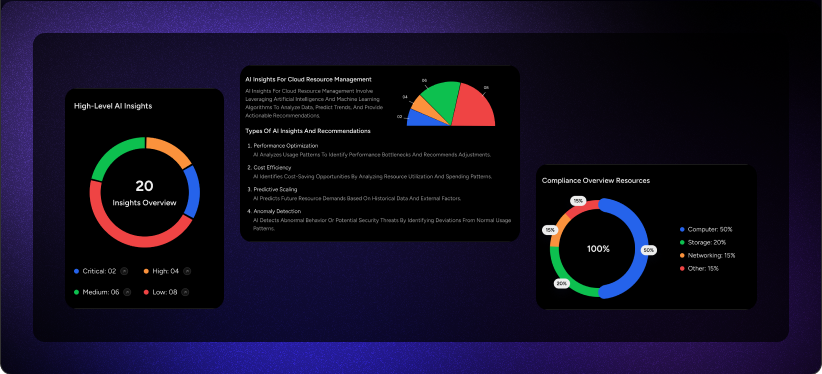 High-Level AI Insights
20
Insights Overview
Critical: 02
High: 04
Medium: 06
Low: 08
AI Insights For Cloud Resource Management
AI Insights For Cloud Resource Management Involve
Leveraging Artificial Intelligence And Machine Learning
Algorithms To Analyze Data, Predict Trends, And Provide
Actionable Recommendations.
02
04
06
08
Types Of AI Insights And Recommendations
1. Performance Optimization
AI Analyzes Usage Patterns To Identify Performance Bottlenecks And Recommends Adjustments.
2. Cost Efficiency
AI Identifies Cost-Saving Opportunities By Analyzing Resource Utilization And Spending Patterns.
3. Predictive Scaling
AI Predicts Future Resource Demands Based On Historical Data And External Factors.
4. Anomaly Detection
AI Detects Abnormal Behavior Or Potential Security Threats By Identifying Deviations From Normal Usage
Patterns.
Compliance Overview Resources
15%
15%
100%
50%
20%
Computer: 50%
Storage: 20%
Networking: 15%
Other: 15%